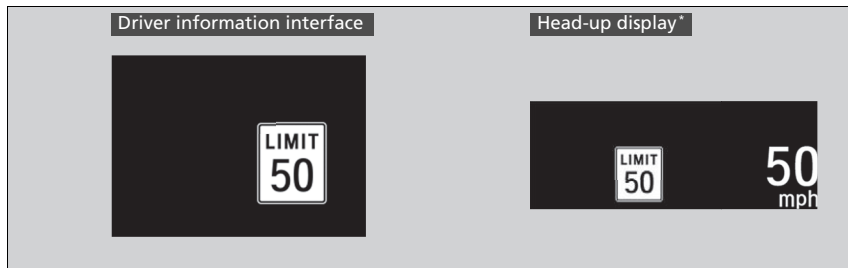 Driver information interface
Head-up display*
LIMIT
50
LIMIT
50
50
mph